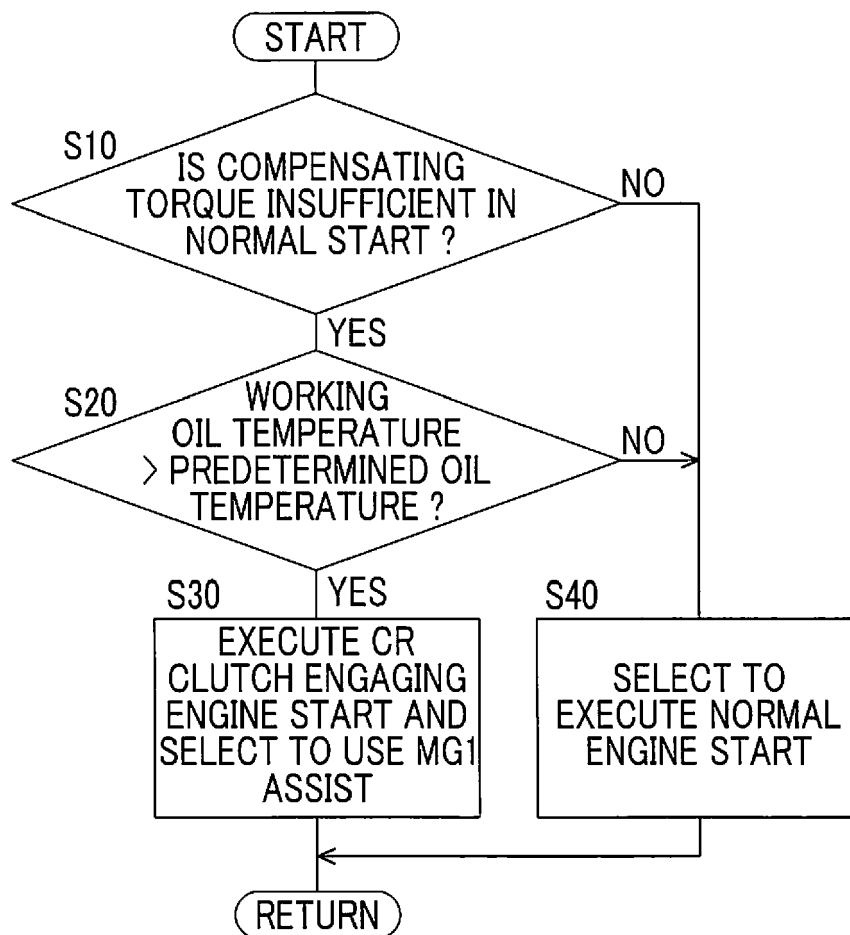 START
S10
IS COMPENSATING
TORQUE INSUFFICIENT IN
NORMAL START ?
NO
YES
S20
WORKING
OIL TEMPERATURE
> PREDETERMINED OIL
TEMPERATURE ?
NO
YES
S30
EXECUTE CR
CLUTCH ENGAGING
ENGINE START AND
SELECT TO USE MG1
ASSIST
S40
SELECT TO
EXECUTE NORMAL
ENGINE START
RETURN